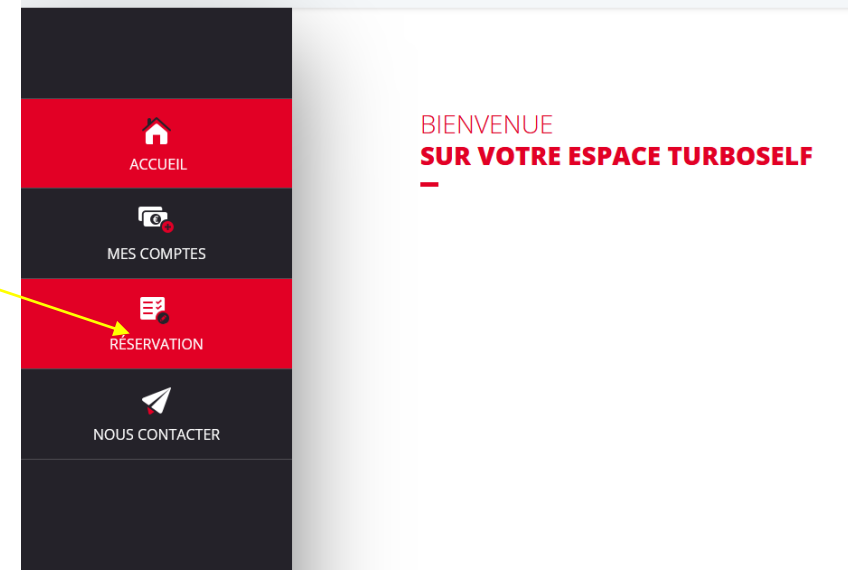 ACCUEIL
MES COMPTES
RÉSERVATION
NOUS CONTACTER
BIENVENUE
SUR VOTRE ESPACE TURBOSELF